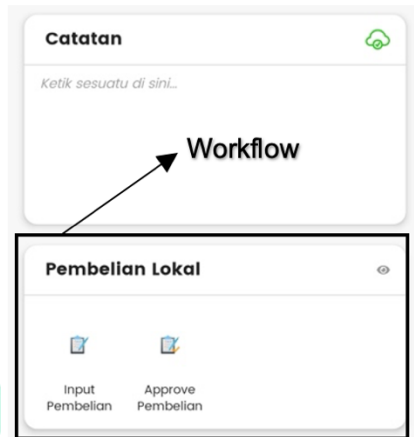 Catatan
Ketik sesuatu di sini...
Workflow
Pembelian Lokal
Input
Pembelian
Approve
Pembelian